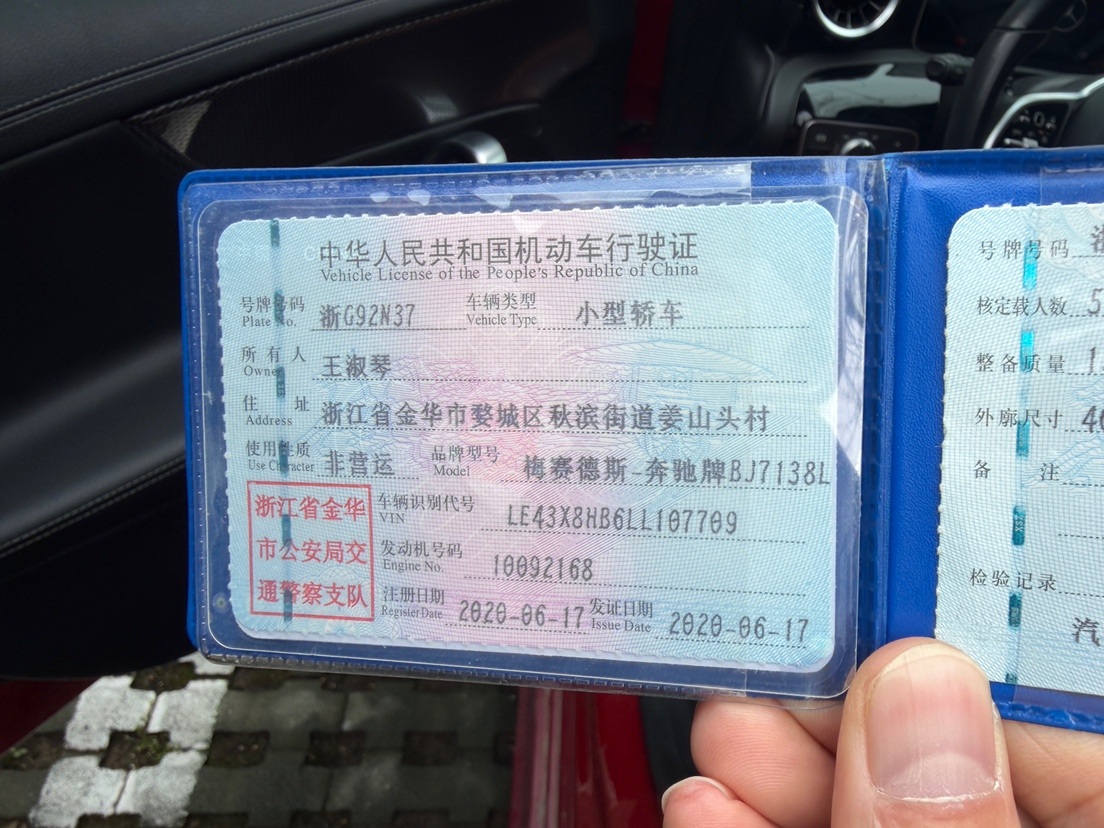 中华人民共和国机动车行驶证
Vehicle License of the People's Republic of China
号牌号码 浙G92N37 车辆类型 小型轿车
Plate No. Vehicle Type
所有人 王淑琴
Owner
住址 浙江省金华市婺城区秋滨街道姜山头村
Address
使用性质 非营运 品牌型号 梅赛德斯-奔驰牌BJ7138L
Use Character Model
浙江省金华
市公安局交
通警察支队
车辆识别代号 LE43X8HB6LL107709
VIN
发动机号码 10092168
Engine No.
注册日期 2020-06-17 发证日期 2020-06-17
Register Date Issue Date
号牌号码
核定载人数 5
整备质量 1
外廓尺寸 4
备注
检验记录
汽